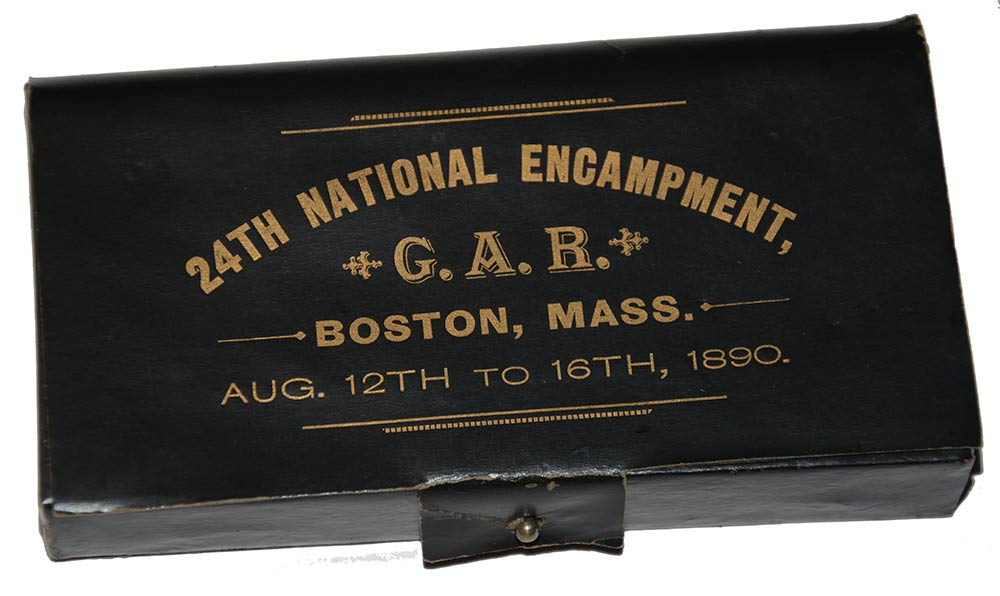 24TH NATIONAL ENCAMPMENT,
G. A. R.
BOSTON, MASS.
AUG. 12TH TO 16TH, 1890.